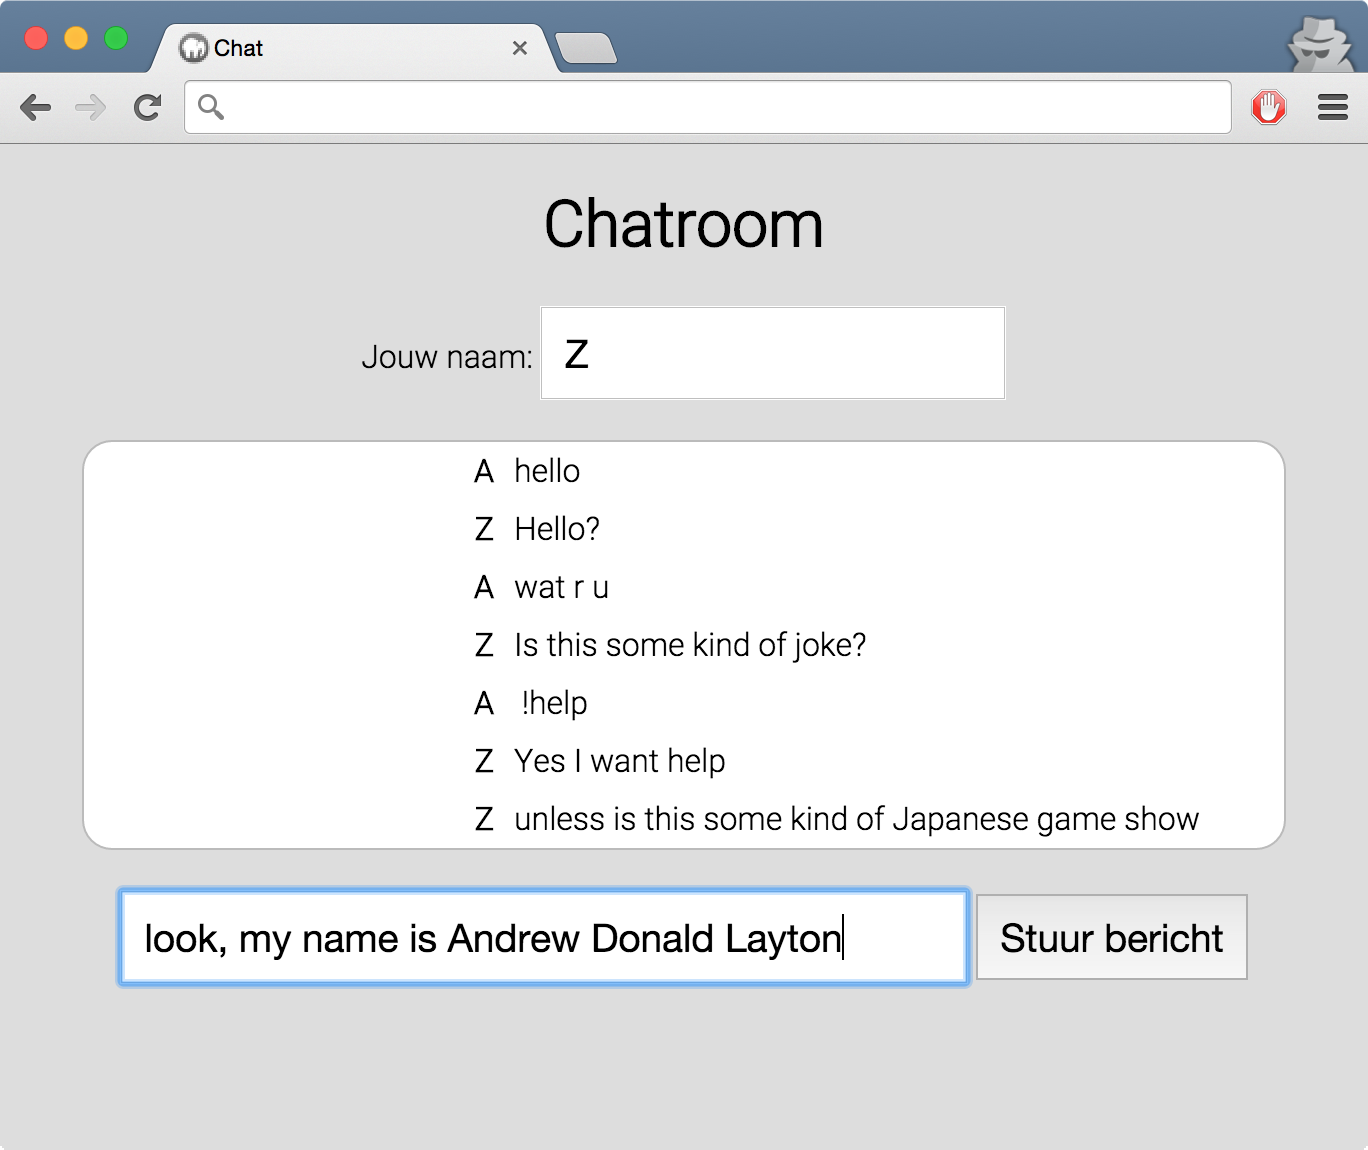 Chat
Chatroom
Jouw naam: Z
A hello
Z Hello?
A wat r u
Z Is this some kind of joke?
A !help
Z Yes I want help
Z unless is this some kind of Japanese game show
look, my name is Andrew Donald Layton Stuur bericht